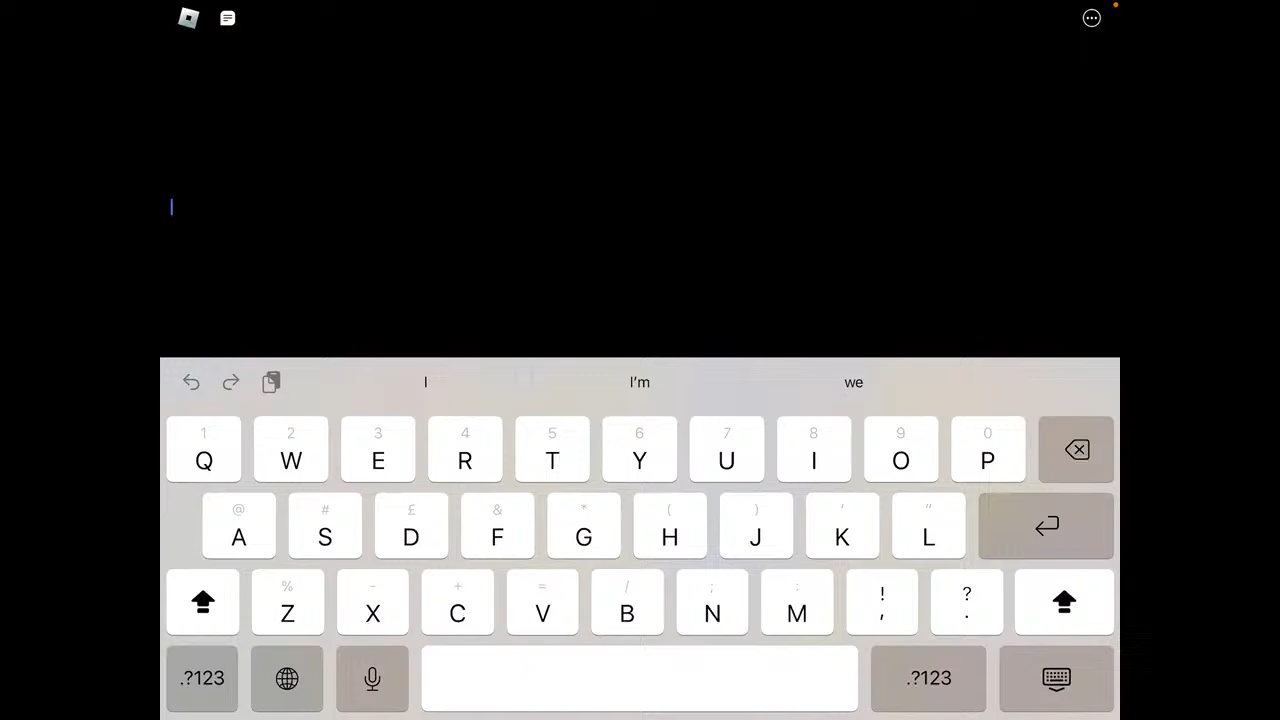 I I’m we
1 2 3 4 5 6 7 8 9 0
Q W E R T Y U I O P
@ # £ & * ( ) ‘ “
A S D F G H J K L
% - + = / ; : ! ?
Z X C V B N M , .
.?123 .?123